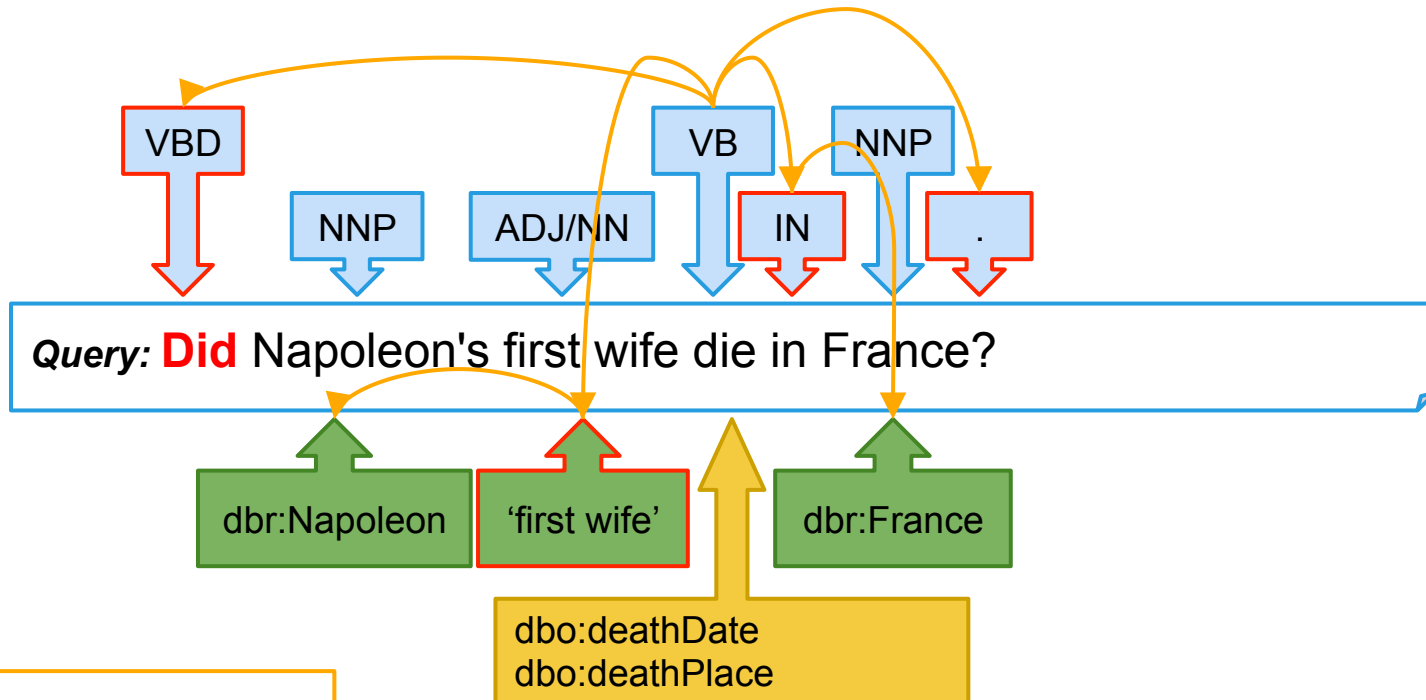 VBD
VB
NNP
NNP
ADJ/NN
IN
.
Query: Did Napoleon's first wife die in France?
dbr:Napoleon
‘first wife’
dbr:France
dbo:deathDate
dbo:deathPlace